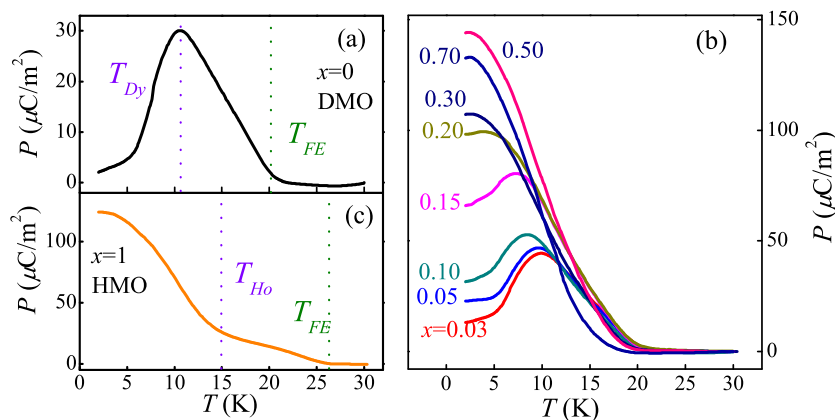 30
20
10
0
P (μC/m²)
(a)
T_Dy
x=0
DMO
T_FE
100
50
0
P (μC/m²)
(c)
x=1
HMO
T_Ho
T_FE
0 5 10 15 20 25 30
T (K)
(b)
0.70
0.50
0.30
0.20
0.15
0.10
0.05
x=0.03
150
100
50
0
P (μC/m²)
0 5 10 15 20 25 30
T (K)